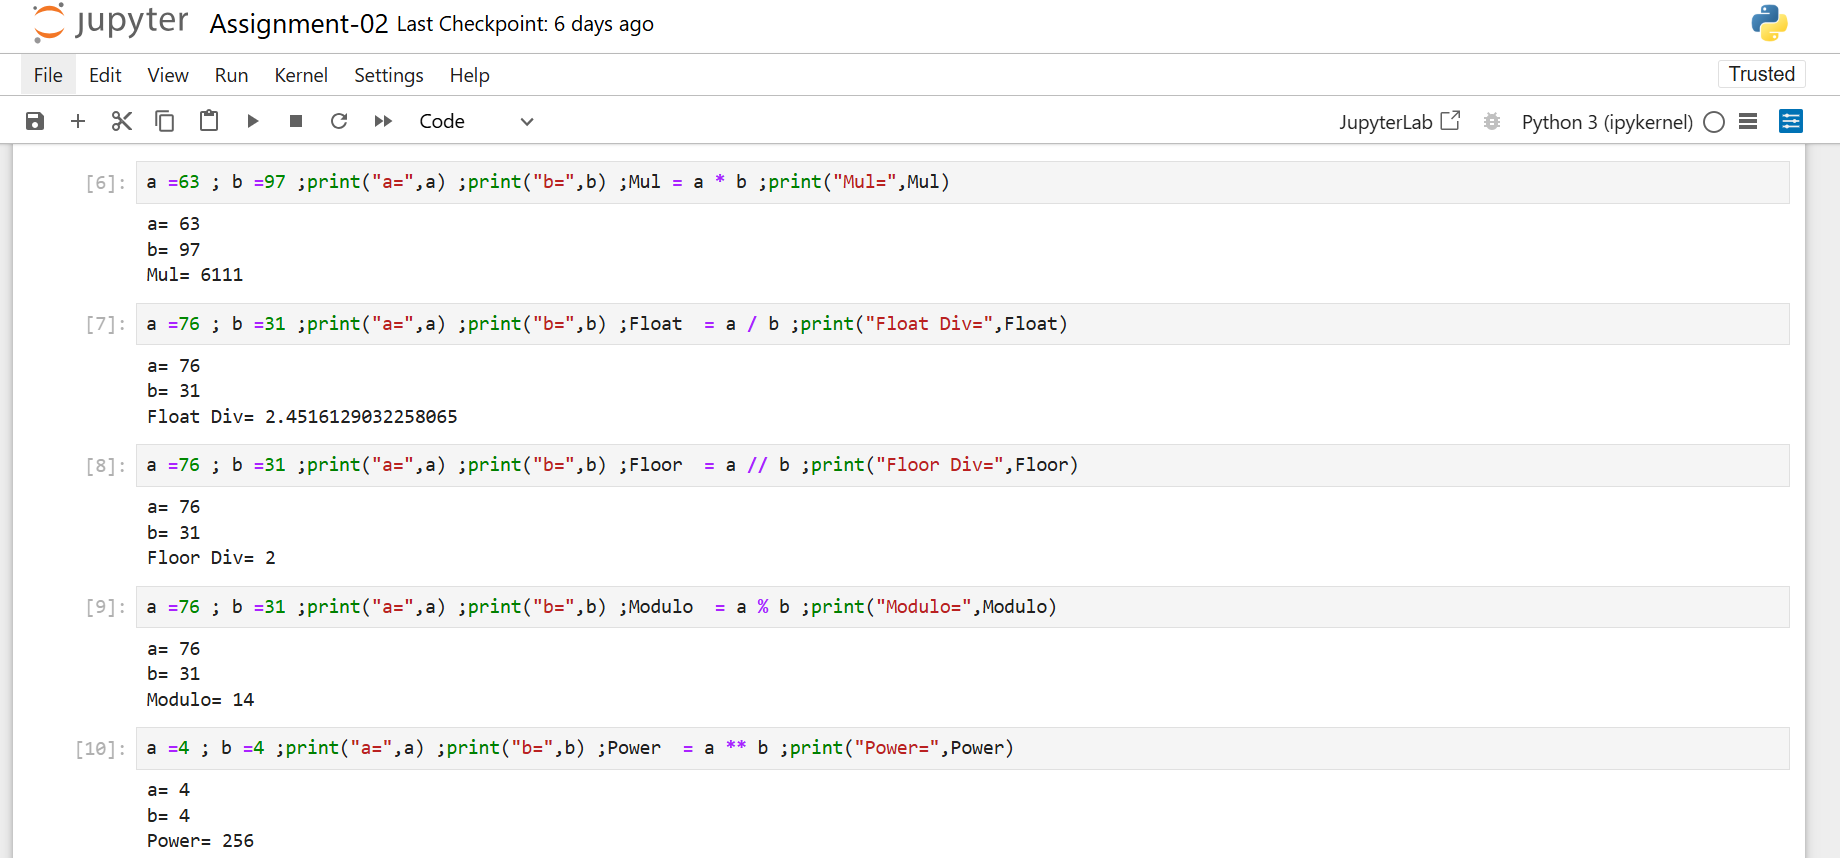 jupyter Assignment-02 Last Checkpoint: 6 days ago
File Edit View Run Kernel Settings Help Trusted
Code JupyterLab Python 3 (ipykernel)
[6]: a =63 ; b =97 ;print("a=",a) ;print("b=",b) ;Mul = a * b ;print("Mul=",Mul)
a= 63
b= 97
Mul= 6111
[7]: a =76 ; b =31 ;print("a=",a) ;print("b=",b) ;Float  = a / b ;print("Float Div=",Float)
a= 76
b= 31
Float Div= 2.4516129032258065
[8]: a =76 ; b =31 ;print("a=",a) ;print("b=",b) ;Floor  = a // b ;print("Floor Div=",Floor)
a= 76
b= 31
Floor Div= 2
[9]: a =76 ; b =31 ;print("a=",a) ;print("b=",b) ;Modulo  = a % b ;print("Modulo=",Modulo)
a= 76
b= 31
Modulo= 14
[10]: a =4 ; b =4 ;print("a=",a) ;print("b=",b) ;Power  = a ** b ;print("Power=",Power)
a= 4
b= 4
Power= 256